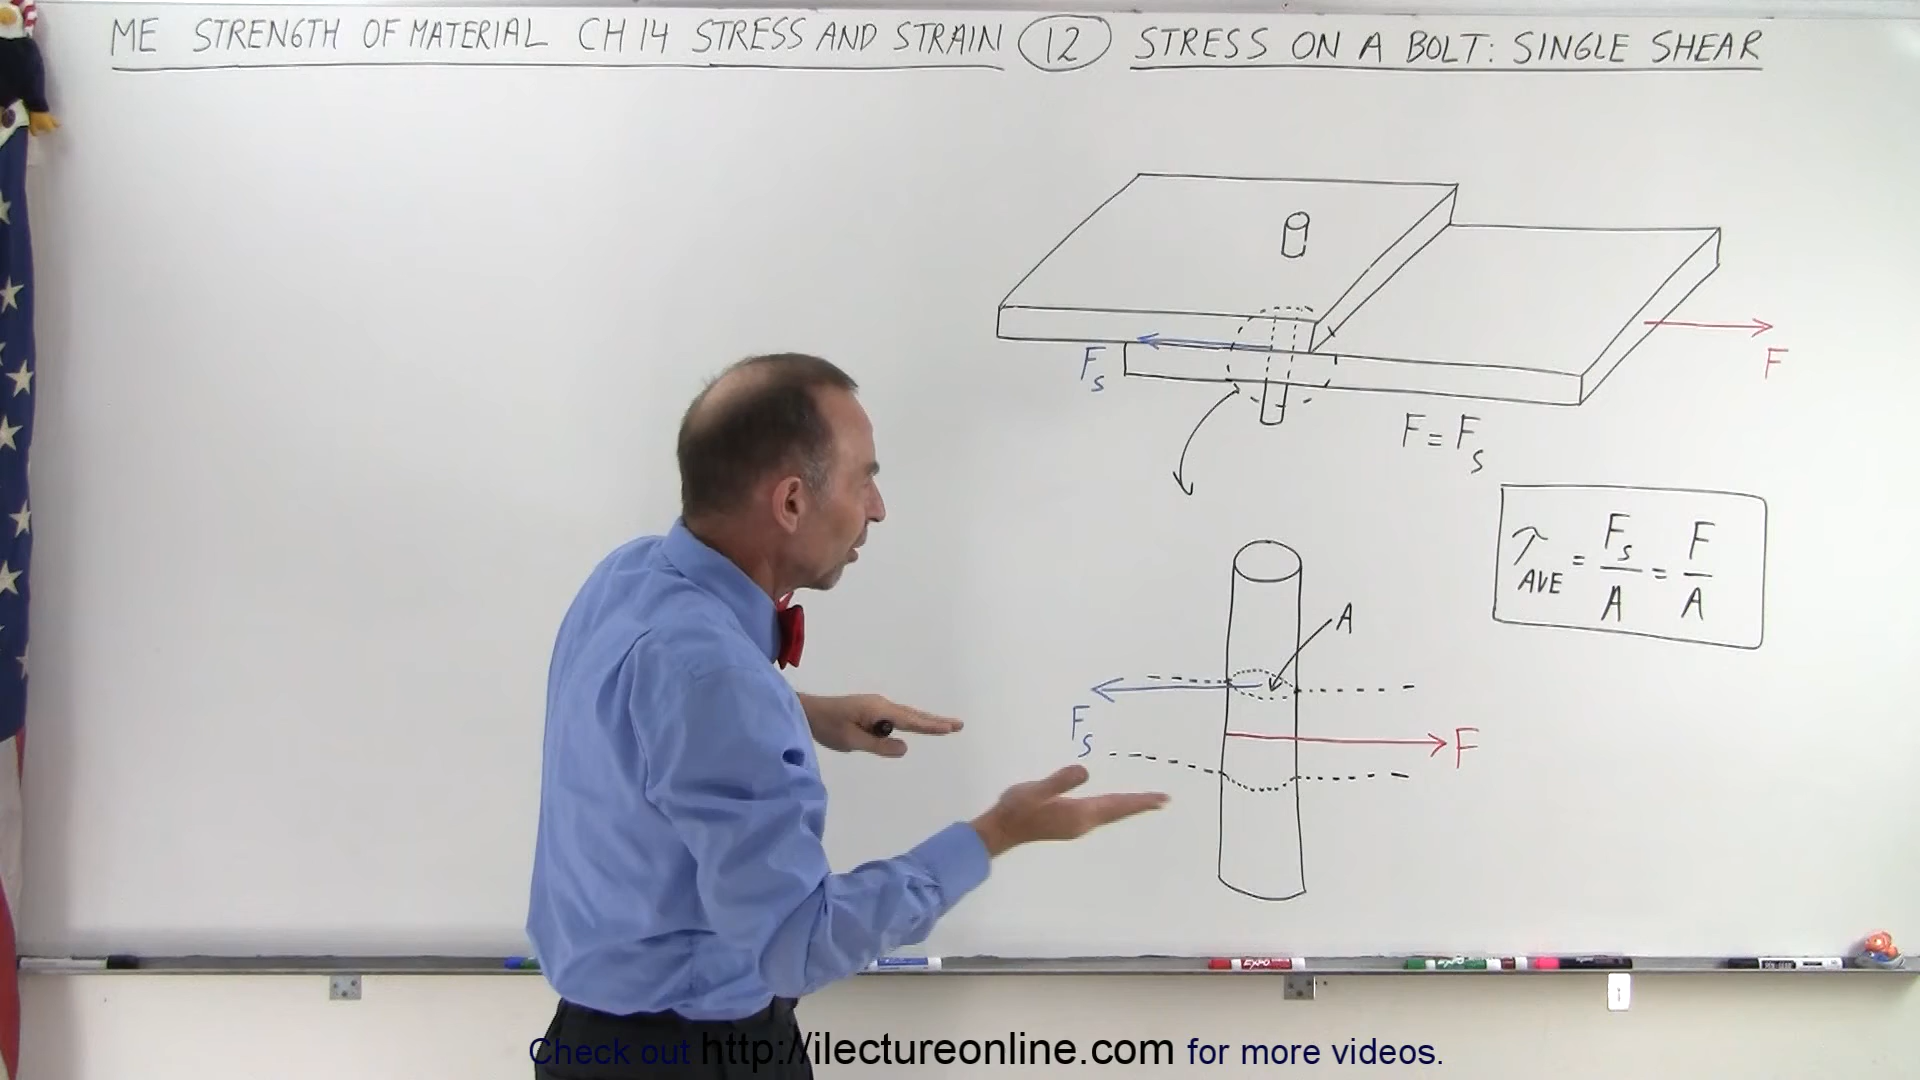 ME STRENGTH OF MATERIAL CH 14 STRESS AND STRAIN 12 STRESS ON A BOLT: SINGLE SHEAR
F
Fs
F = Fs
τAVE = Fs/A = F/A
A
Fs
F
EXPO
Check out http://ilectureonline.com for more videos.